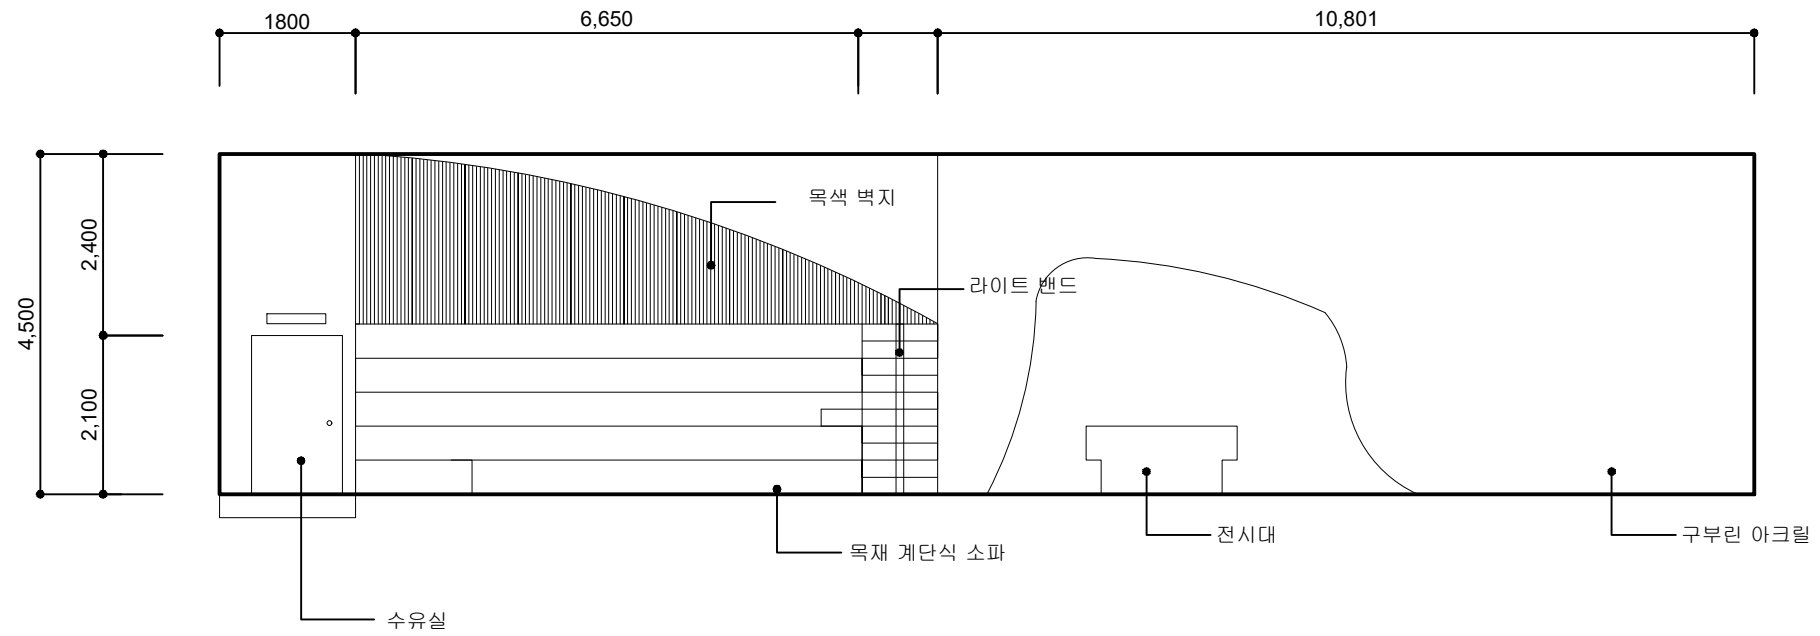 1800
6,650
10,801
4,500
2,400
2,100
목색 벽지
라이트 밴드
전시대
구부린 아크릴
목재 계단식 소파
수유실